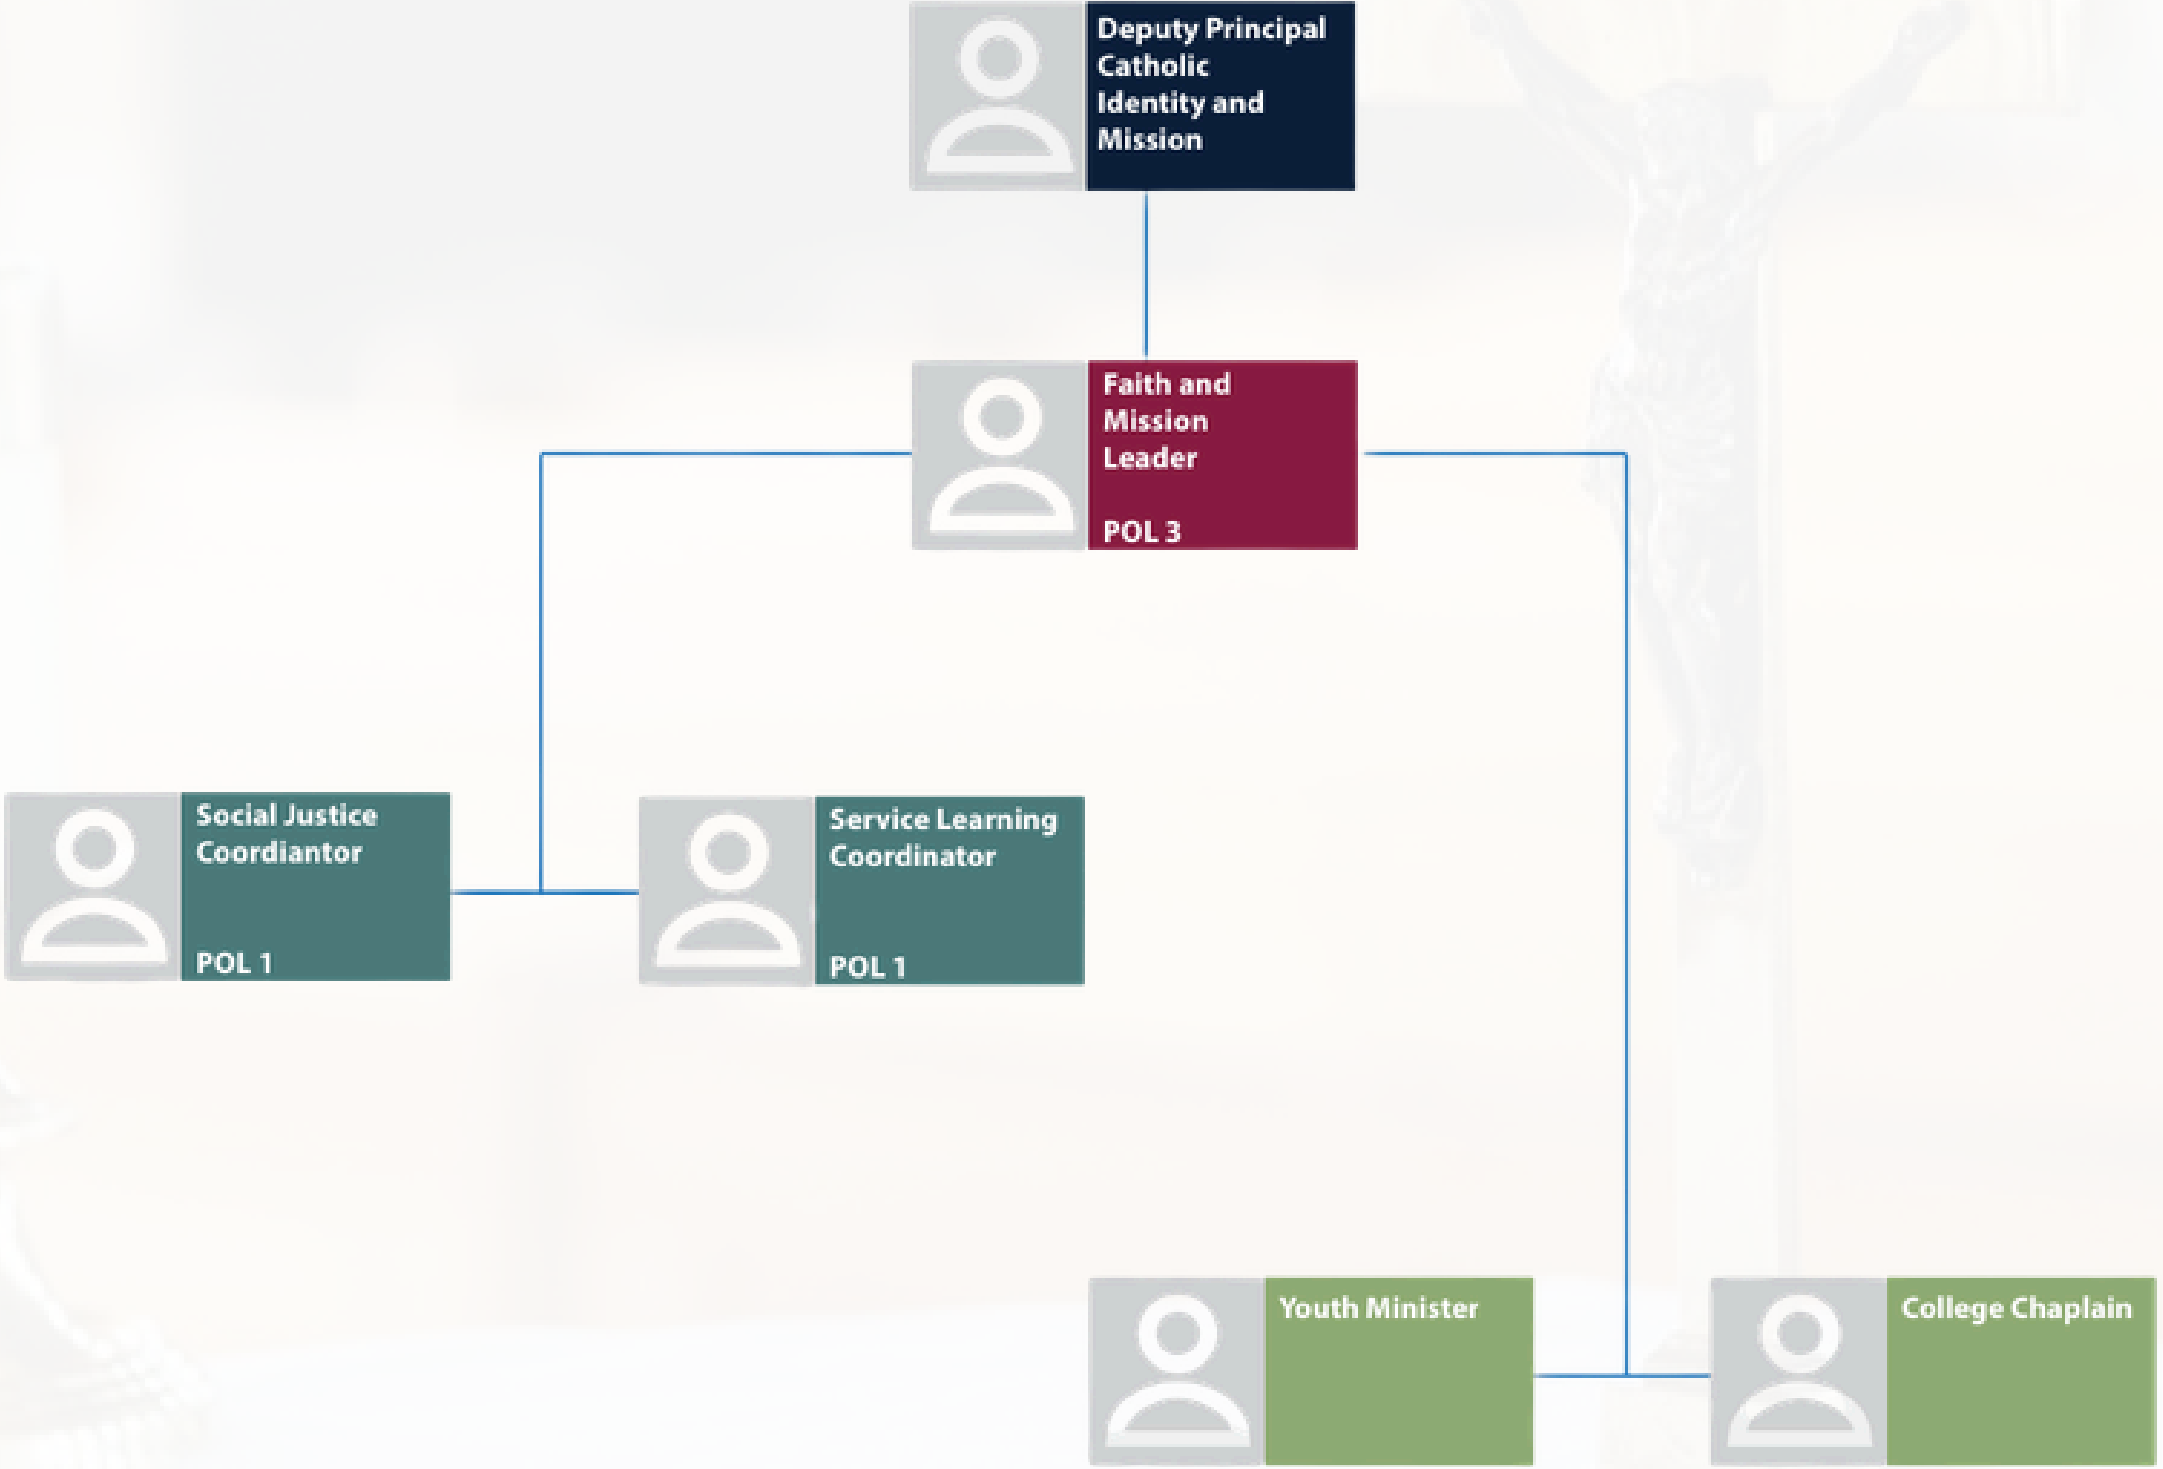 Deputy Principal
Catholic
Identity and
Mission
Faith and
Mission
Leader
POL 3
Social Justice
Coordiantor
POL 1
Service Learning
Coordinator
POL 1
Youth Minister
College Chaplain